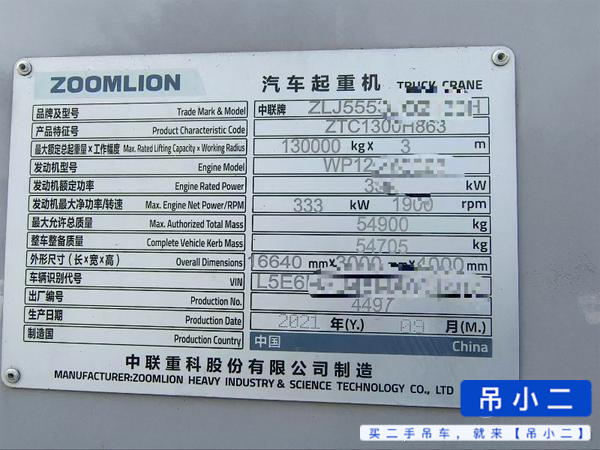 ZOOMLION 汽车起重机 TRUCK CRANE
品牌及型号 Trade Mark & Model 中联牌 ZLJ555
产品特征号 Product Characteristic Code ZTC1300H863
最大额定总起重量×工作幅度 Max. Rated Lifting Capacity × Working Radius 130000 kg x 3 m
发动机型号 Engine Model WP12
发动机额定功率 Engine Rated Power kW
发动机最大净功率/转速 Max. Engine Net Power/RPM 333 kW 1900 rpm
最大允许总质量 Max. Authorized Total Mass 54900 kg
整车整备质量 Complete Vehicle Kerb Mass 54705 kg
外形尺寸（长×宽×高） Overall Dimensions 16640 mm× 3000 mm× 4000 mm
车辆识别代号 VIN L5E6
出厂编号 Production No. 4497
生产日期 Production Date 2021 年(Y.) 09 月(M.)
制造国 Production Country 中国 China
中联重科股份有限公司制造
MANUFACTURER:ZOOMLION HEAVY INDUSTRY & SCIENCE TECHNOLOGY CO., LTD
吊小二
买二手吊车，就来【吊小二】